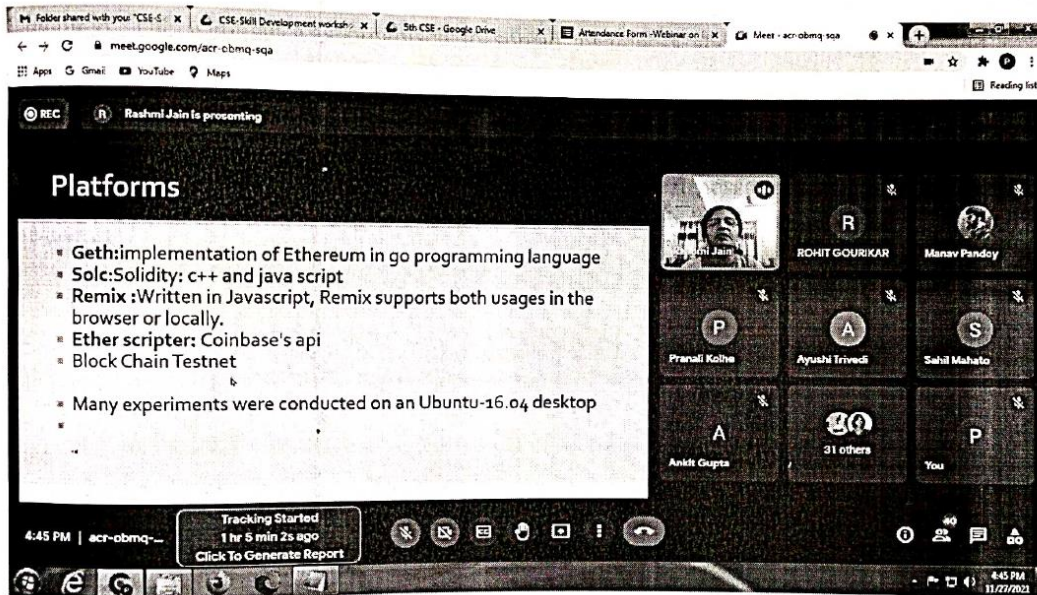 Folder shared with you "CSE-S
CSE-Skill Development worksh
5th CSE - Google Drive
Attendance Form -Webinar on
Meet - acr-obmq-sqa
meet.google.com/acr-obmq-sqa
P
Apps Gmail YouTube Maps
Reading list
REC R Rashmi Jain is presenting
Platforms
Geth:implementation of Ethereum in go programming language
Solc:Solidity: c++ and java script
Remix :Written in Javascript, Remix supports both usages in the
browser or locally.
Ether scripter: Coinbase's api
Block Chain Testnet
Many experiments were conducted on an Ubuntu-16.04 desktop
Jain
R
ROHIT GOURIKAR
Manav Pandey
P
Pranali Kolhe
A
Ayushi Trivedi
S
Sahil Mahato
A
Ankit Gupta
31 others
P
You
4:45 PM | acr-obmq-...
Tracking Started
1 hr 5 min 2s ago
Click To Generate Report
40
4:45 PM
11/27/2021